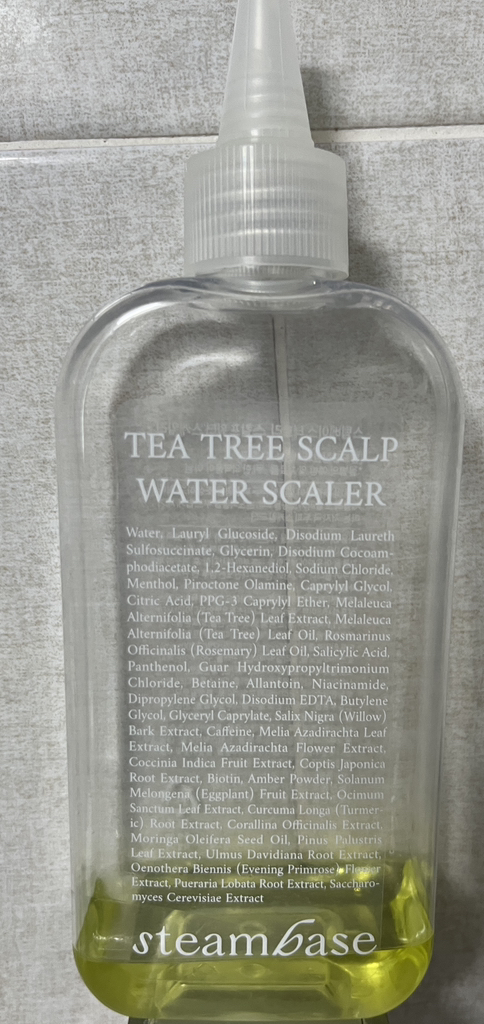 TEA TREE SCALP
WATER SCALER
Water, Lauryl Glucoside, Disodium Laureth
Sulfosuccinate, Glycerin, Disodium Cocoam-
phodiacetate, 1,2-Hexanediol, Sodium Chloride,
Menthol, Piroctone Olamine, Caprylyl Glycol,
Citric Acid, PPG-3 Caprylyl Ether, Melaleuca
Alternifolia (Tea Tree) Leaf Extract, Melaleuca
Alternifolia (Tea Tree) Leaf Oil, Rosmarinus
Officinalis (Rosemary) Leaf Oil, Salicylic Acid,
Panthenol, Guar Hydroxypropyltrimonium
Chloride, Betaine, Allantoin, Niacinamide,
Dipropylene Glycol, Disodium EDTA, Butylene
Glycol, Glyceryl Caprylate, Salix Nigra (Willow)
Bark Extract, Caffeine, Melia Azadirachta Leaf
Extract, Melia Azadirachta Flower Extract,
Coccinia Indica Fruit Extract, Coptis Japonica
Root Extract, Biotin, Amber Powder, Solanum
Melongena (Eggplant) Fruit Extract, Ocimum
Sanctum Leaf Extract, Curcuma Longa (Turmer-
ic) Root Extract, Corallina Officinalis Extract,
Moringa Oleifera Seed Oil, Pinus Palustris
Leaf Extract, Ulmus Davidiana Root Extract,
Oenothera Biennis (Evening Primrose) Flower
Extract, Pueraria Lobata Root Extract, Saccharo-
myces Cerevisiae Extract
steambase